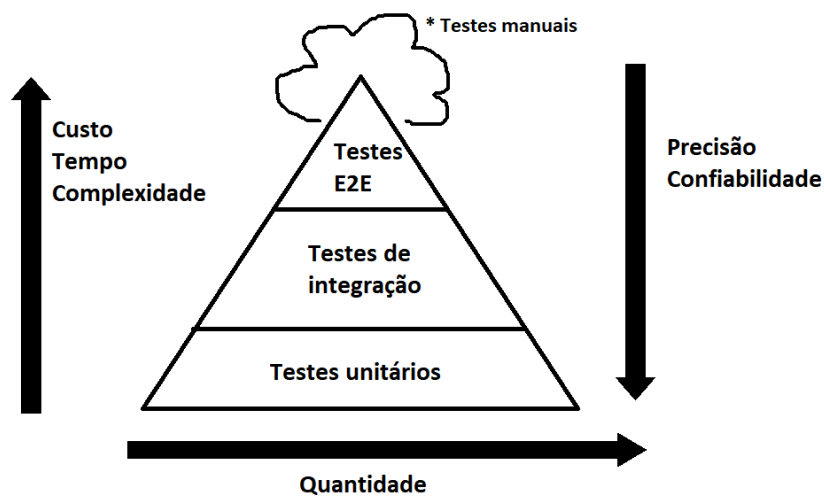 * Testes manuais
Custo
Tempo
Complexidade
Testes
E2E
Precisão
Confiabilidade
Testes de
integração
Testes unitários
Quantidade